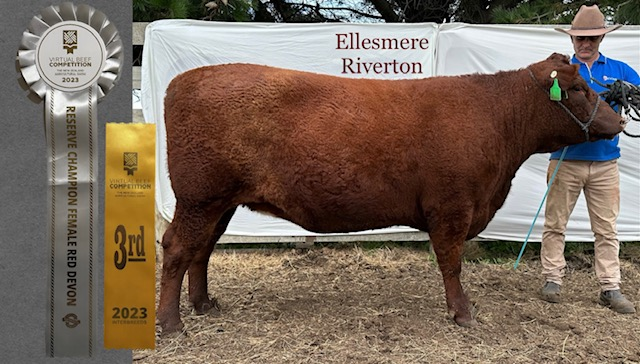 VIRTUAL BEEF
COMPETITION
2023
RESERVE CHAMPION FEMALE RED DEVON
VIRTUAL BEEF
COMPETITION
3rd
2023
Ellesmere
Riverton